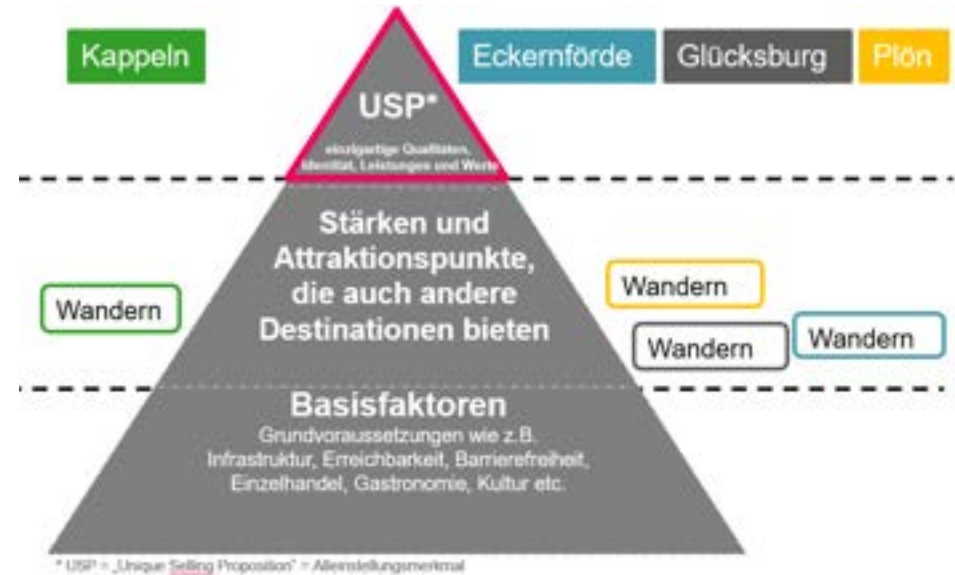 Kappeln
Eckernförde
Glücksburg
Plön
USP*
einzigartige Qualitäten,
Identität, Leistungen und Werte
Stärken und
Attraktionspunkte,
die auch andere
Destinationen bieten
Wandern
Wandern
Wandern
Wandern
Basisfaktoren
Grundvoraussetzungen wie z.B.
Infrastruktur, Erreichbarkeit, Barrierefreiheit,
Einzelhandel, Gastronomie, Kultur etc.
* USP = „Unique Selling Proposition" = Alleinstellungsmerkmal